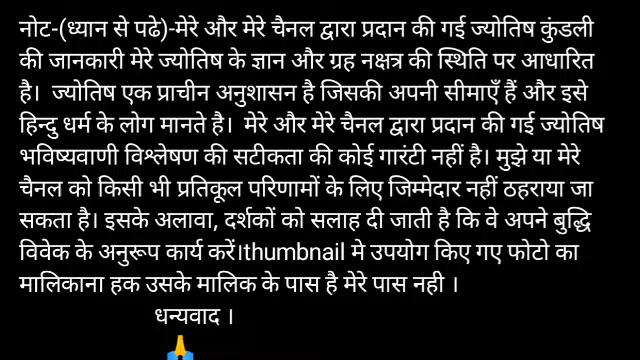 नोट-(ध्यान से पढे)-मेरे और मेरे चैनल द्वारा प्रदान की गई ज्योतिष कुंडली
की जानकारी मेरे ज्योतिष के ज्ञान और ग्रह नक्षत्र की स्थिति पर आधारित
है। ज्योतिष एक प्राचीन अनुशासन है जिसकी अपनी सीमाएँ हैं और इसे
हिन्दु धर्म के लोग मानते है। मेरे और मेरे चैनल द्वारा प्रदान की गई ज्योतिष
भविष्यवाणी विश्लेषण की सटीकता की कोई गारंटी नहीं है। मुझे या मेरे
चैनल को किसी भी प्रतिकूल परिणामों के लिए जिम्मेदार नहीं ठहराया जा
सकता है। इसके अलावा, दर्शकों को सलाह दी जाती है कि वे अपने बुद्धि
विवेक के अनुरूप कार्य करें।thumbnail मे उपयोग किए गए फोटो का
मालिकाना हक उसके मालिक के पास है मेरे पास नही ।
धन्यवाद ।